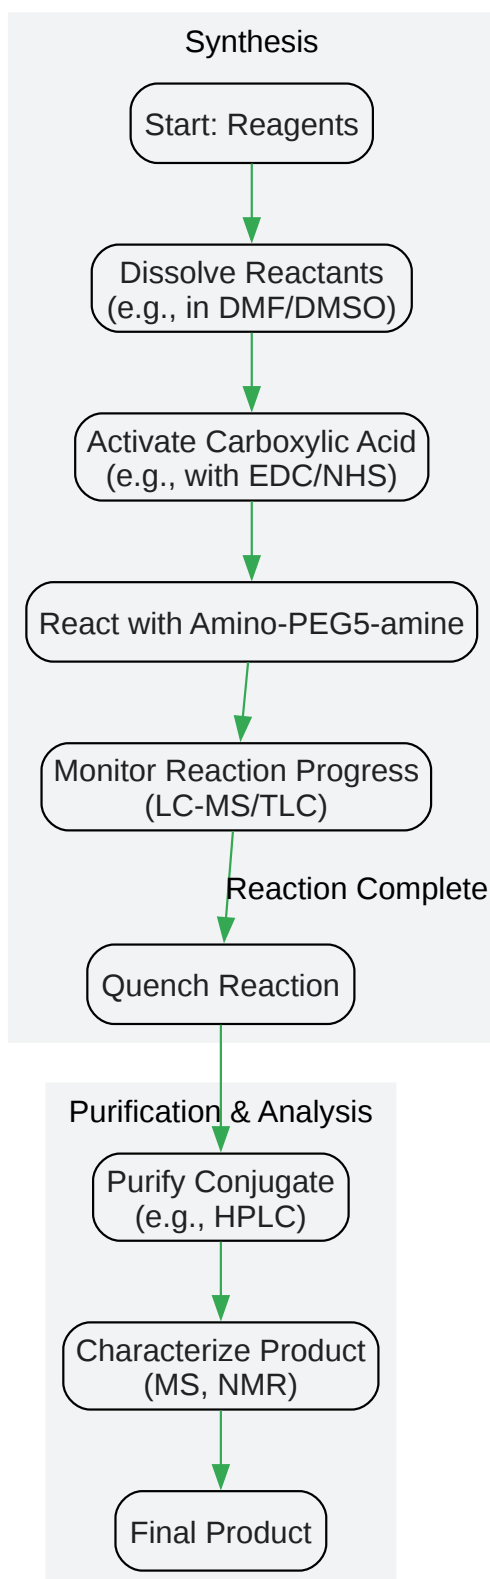 Synthesis
Start: Reagents
Dissolve Reactants
(e.g., in DMF/DMSO)
Activate Carboxylic Acid
(e.g., with EDC/NHS)
React with Amino-PEG5-amine
Monitor Reaction Progress
(LC-MS/TLC)
Reaction Complete
Quench Reaction
Purification & Analysis
Purify Conjugate
(e.g., HPLC)
Characterize Product
(MS, NMR)
Final Product